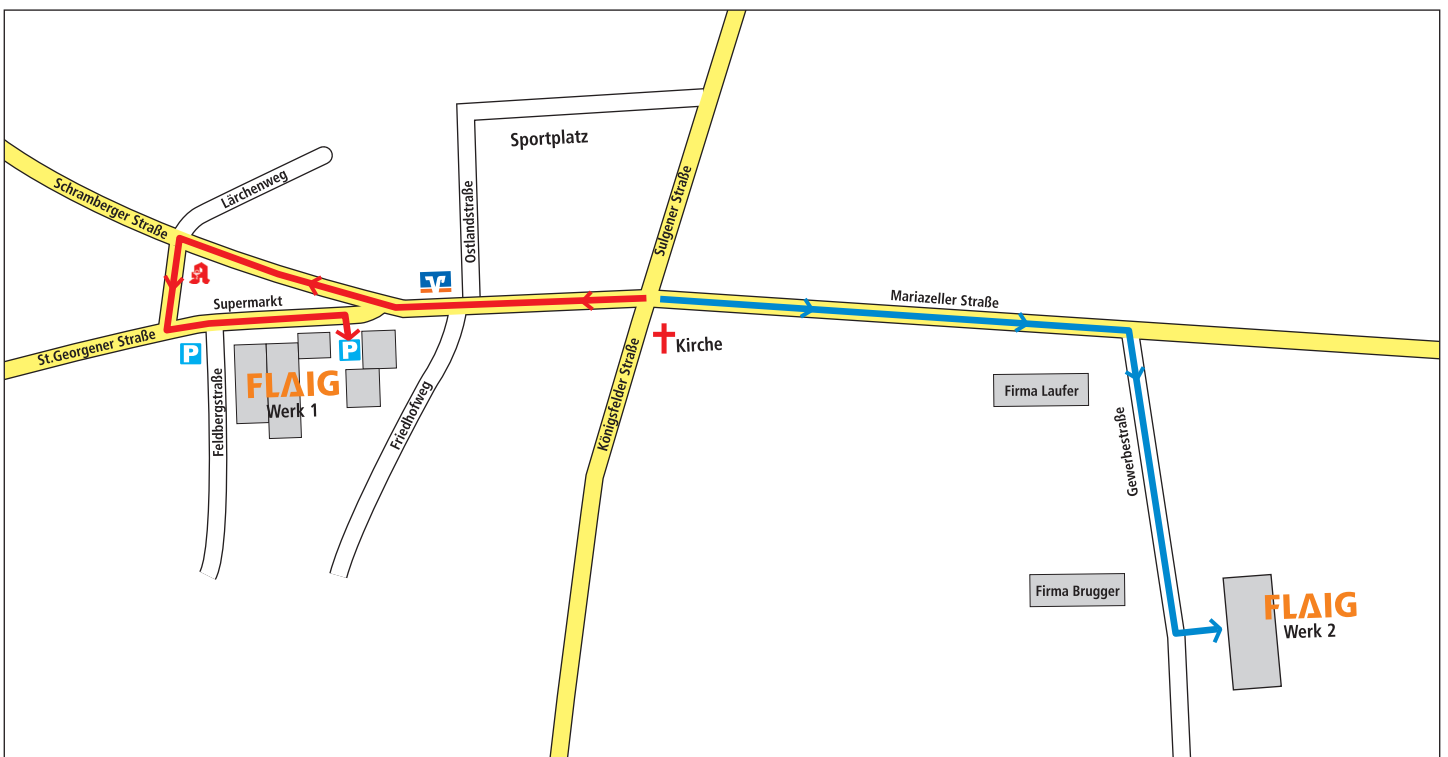 Sportplatz
Lärchenweg
Schramberger Straße
Ostlandstraße
Sulgener Straße
Supermarkt
Mariazeller Straße
St.Georgener Straße
P
P
Kirche
FLAIG
Werk 1
Feldbergstraße
Friedhofweg
Königsfelder Straße
Firma Laufer
Gewerbestraße
Firma Brugger
FLAIG
Werk 2